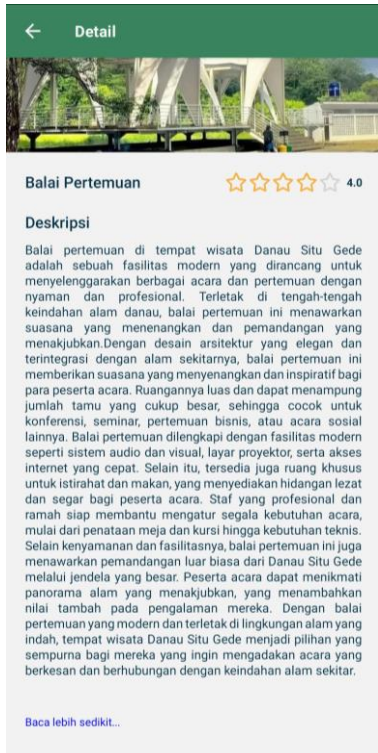 Detail
Balai Pertemuan
4.0
Deskripsi
Balai pertemuan di tempat wisata Danau Situ Gede
adalah sebuah fasilitas modern yang dirancang untuk
menyelenggarakan berbagai acara dan pertemuan dengan
nyaman dan profesional. Terletak di tengah-tengah
keindahan alam danau, balai pertemuan ini menawarkan
suasana yang menenangkan dan pemandangan yang
menakjubkan.Dengan desain arsitektur yang elegan dan
terintegrasi dengan alam sekitarnya, balai pertemuan ini
memberikan suasana yang menyenangkan dan inspiratif bagi
para peserta acara. Ruangannya luas dan dapat menampung
jumlah tamu yang cukup besar, sehingga cocok untuk
konferensi, seminar, pertemuan bisnis, atau acara sosial
lainnya. Balai pertemuan dilengkapi dengan fasilitas modern
seperti sistem audio dan visual, layar proyektor, serta akses
internet yang cepat. Selain itu, tersedia juga ruang khusus
untuk istirahat dan makan, yang menyediakan hidangan lezat
dan segar bagi peserta acara. Staf yang profesional dan
ramah siap membantu mengatur segala kebutuhan acara,
mulai dari penataan meja dan kursi hingga kebutuhan teknis.
Selain kenyamanan dan fasilitasnya, balai pertemuan ini juga
menawarkan pemandangan luar biasa dari Danau Situ Gede
melalui jendela yang besar. Peserta acara dapat menikmati
panorama alam yang menakjubkan, yang menambahkan
nilai tambah pada pengalaman mereka. Dengan balai
pertemuan yang modern dan terletak di lingkungan alam yang
indah, tempat wisata Danau Situ Gede menjadi pilihan yang
sempurna bagi mereka yang ingin mengadakan acara yang
berkesan dan berhubungan dengan keindahan alam sekitar.
Baca lebih sedikit...